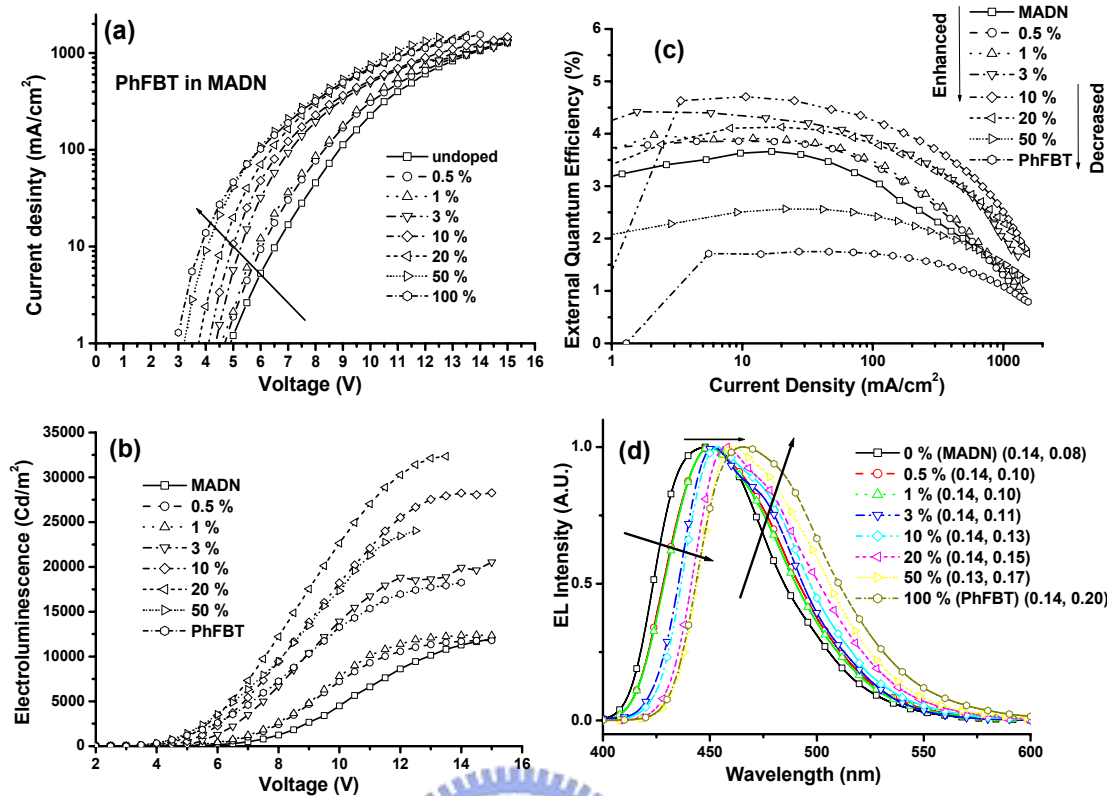 (a)
PhFBT in MADN
Current desinty (mA/cm²)
1000
100
10
1
undoped
0.5 %
1 %
3 %
10 %
20 %
50 %
100 %
0 1 2 3 4 5 6 7 8 9 10 11 12 13 14 15 16
Voltage (V)
(c)
External Quantum Efficiency (%)
6
5
4
3
2
1
0
MADN
0.5 %
1 %
3 %
10 %
20 %
50 %
PhFBT
Enhanced
Decreased
1 10 100 1000
Current Density (mA/cm²)
(b)
Electroluminescence (Cd/m²)
35000
30000
25000
20000
15000
10000
5000
0
MADN
0.5 %
1 %
3 %
10 %
20 %
50 %
PhFBT
2 4 6 8 10 12 14 16
Voltage (V)
(d)
EL Intensity (A.U.)
1.0
0.5
0.0
0 % (MADN) (0.14, 0.08)
0.5 % (0.14, 0.10)
1 % (0.14, 0.10)
3 % (0.14, 0.11)
10 % (0.14, 0.13)
20 % (0.14, 0.15)
50 % (0.13, 0.17)
100 % (PhFBT) (0.14, 0.20)
400 450 500 550 600
Wavelength (nm)